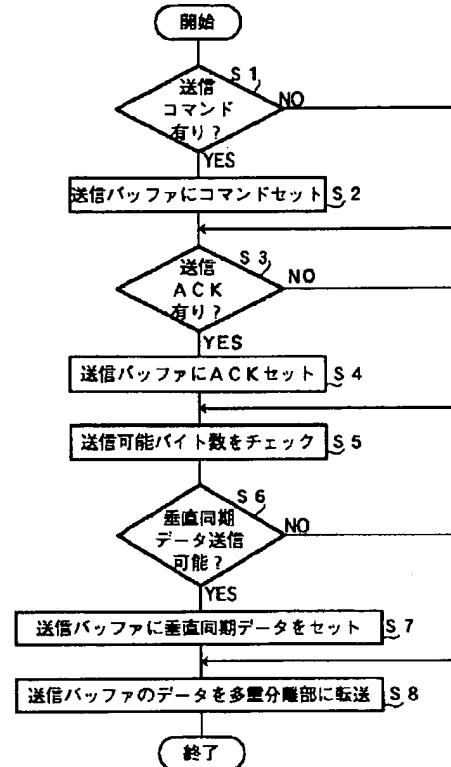 開始
S1
送信
コマンド
有り?
NO
YES
送信バッファにコマンドセット
S2
S3
送信
ACK
有り?
NO
YES
送信バッファにACKセット
S4
送信可能バイト数をチェック
S5
S6
垂直同期
データ送信
可能?
NO
YES
送信バッファに垂直同期データをセット
S7
送信バッファのデータを多重分離部に転送
S8
終了